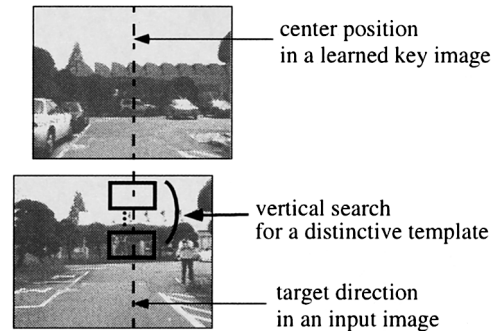 center position
in a learned key image
vertical search
for a distinctive template
target direction
in an input image